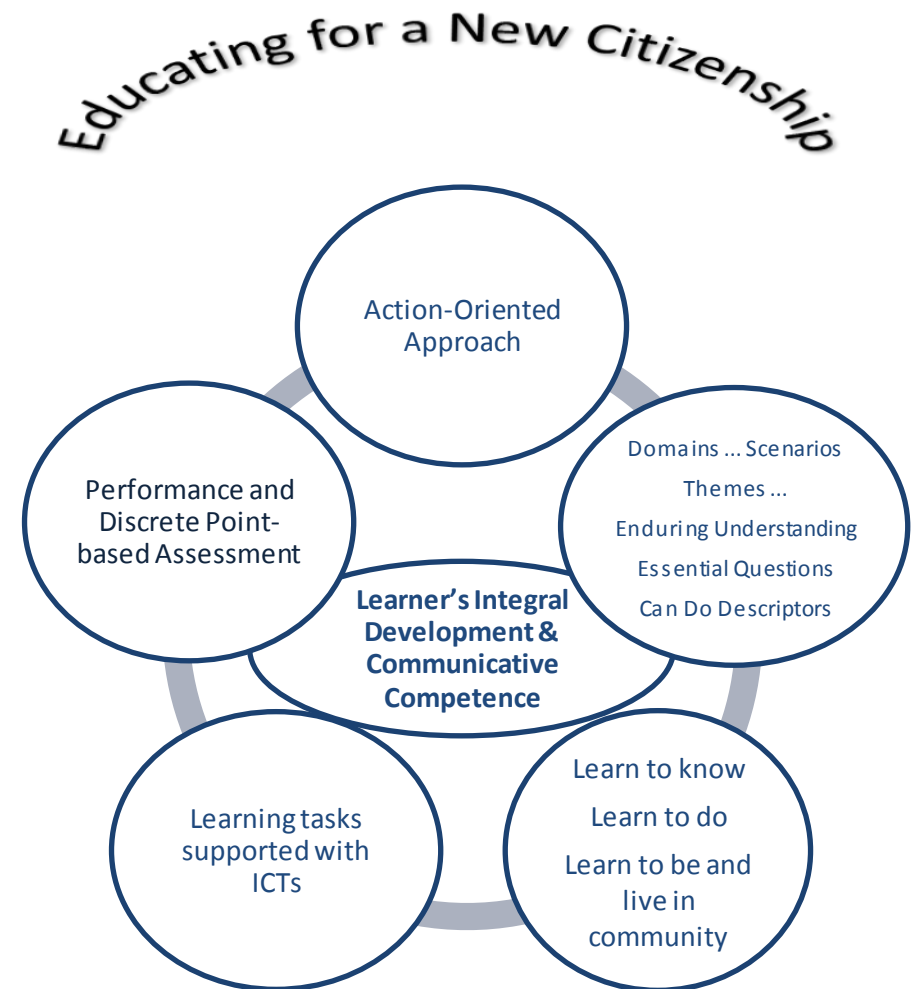 Educating for a New Citizenship
Action-Oriented
Approach
Domains ... Scenarios
Themes ...
Enduring Understanding
Essential Questions
Can Do Descriptors
Performance and
Discrete Point-
based Assessment
Learner's Integral
Development &
Communicative
Competence
Learn to know
Learn to do
Learn to be and
live in
community
Learning tasks
supported with
ICTs